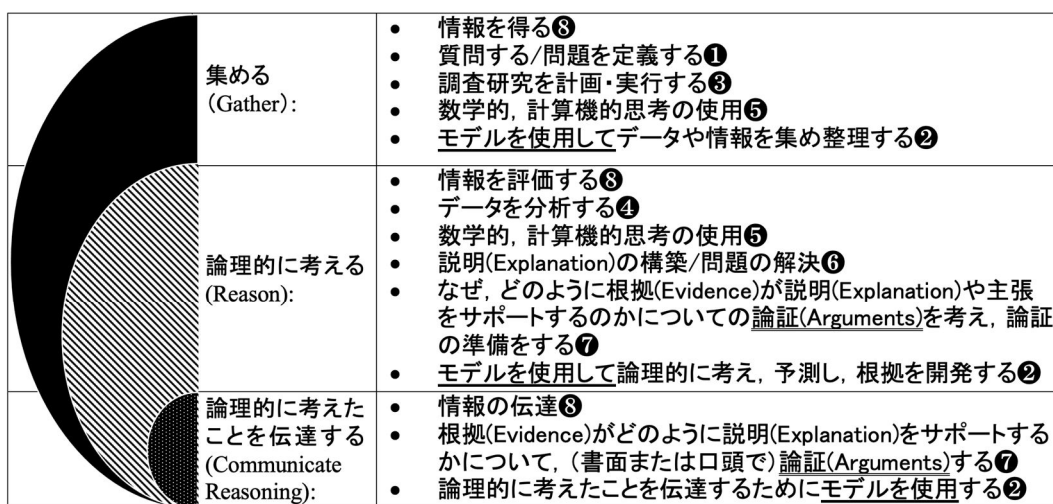 集める
（Gather）:
● 情報を得る❽
● 質問する/問題を定義する❶
● 調査研究を計画・実行する❸
● 数学的, 計算機的思考の使用❺
● モデルを使用してデータや情報を集め整理する❷
論理的に考える
(Reason):
● 情報を評価する❽
● データを分析する❹
● 数学的, 計算機的思考の使用❺
● 説明(Explanation)の構築/問題の解決❻
● なぜ, どのように根拠(Evidence)が説明(Explanation)や主張
をサポートするのかについての論証(Arguments)を考え, 論証
の準備をする❼
● モデルを使用して論理的に考え, 予測し, 根拠を開発する❷
論理的に考えた
ことを伝達する
(Communicate
Reasoning):
● 情報の伝達❽
● 根拠(Evidence)がどのように説明(Explanation)をサポートする
かについて, (書面または口頭で)論証(Arguments)する❼
● 論理的に考えたことを伝達するためにモデルを使用する❷